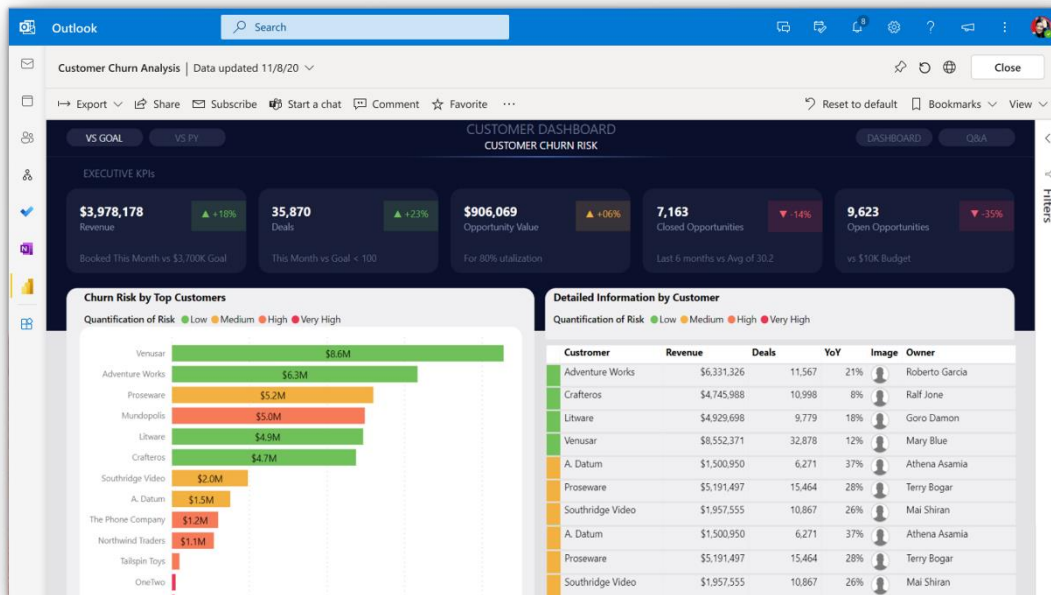 Outlook
Search
8
Customer Churn Analysis | Data updated 11/8/20
Close
Export Share Subscribe Start a chat Comment Favorite ··· Reset to default Bookmarks View
VS GOAL VS PY
CUSTOMER DASHBOARD
CUSTOMER CHURN RISK
DASHBOARD Q&A
Filters
EXECUTIVE KPIs
$3,978,178 ▲ +18%
Revenue
Booked This Month vs $3,700K Goal
35,870 ▲ +23%
Deals
This Month vs Goal < 100
$906,069 ▲ +06%
Opportunity Value
For 80% utalization
7,163 ▼ -14%
Closed Opportunities
Last 6 months vs Avg of 30.2
9,623 ▼ -35%
Open Opportunities
vs $10K Budget
Churn Risk by Top Customers
Quantification of Risk Low Medium High Very High
Venusar $8.6M
Adventure Works $6.3M
Proseware $5.2M
Mundopolis $5.0M
Litware $4.9M
Crafteros $4.7M
Southridge Video $2.0M
A. Datum $1.5M
The Phone Company $1.2M
Northwind Traders $1.1M
Tailspin Toys
OneTwo
Detailed Information by Customer
Quantification of Risk Low Medium High Very High
Custromer Revenue Deals YoY Image Owner
Adventure Works $6,331,326 11,567 21% Roberto Garcia
Crafteros $4,745,988 10,998 8% Ralf Jone
Litware $4,929,698 9,779 18% Goro Damon
Venusar $8,552,371 32,878 12% Mary Blue
A. Datum $1,500,950 6,271 37% Athena Asamia
Proseware $5,191,497 15,464 28% Terry Bogar
Southridge Video $1,957,555 10,867 26% Mai Shiran
A. Datum $1,500,950 6,271 37% Athena Asamia
Proseware $5,191,497 15,464 28% Terry Bogar
Southridge Video $1,957,555 10,867 26% Mai Shiran